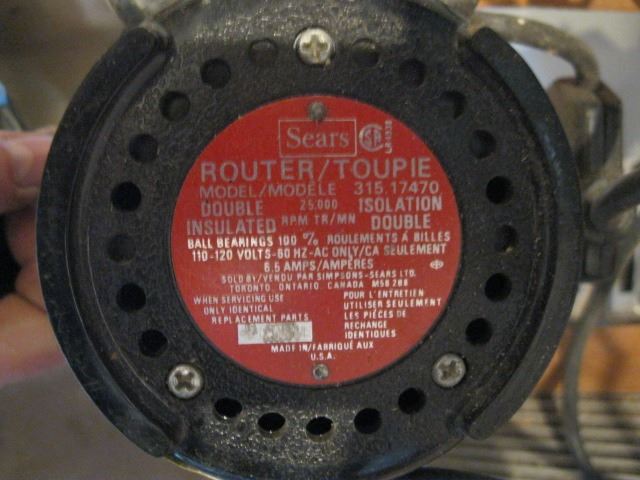 Sears
LR 4538
ROUTER/TOUPIE
MODEL/MODÈLE 315.17470
DOUBLE 25.000 ISOLATION
INSULATED RPM TR/MN DOUBLE
BALL BEARINGS 100 % ROULEMENTS À BILLES
110-120 VOLTS-60 HZ-AC ONLY/CA SEULEMENT
6.5 AMPS/AMPÈRES
SOLD BY/VENDU PAR SIMPSONS-SEARS LTD.
TORONTO, ONTARIO, CANADA M5B 2B8
WHEN SERVICING USE
ONLY IDENTICAL
REPLACEMENT PARTS
POUR L'ENTRETIEN
UTILISER SEULEMENT
LES PIÈCES DE
RECHANGE
IDENTIQUES
MADE IN/FABRIQUÉ AUX
U.S.A.